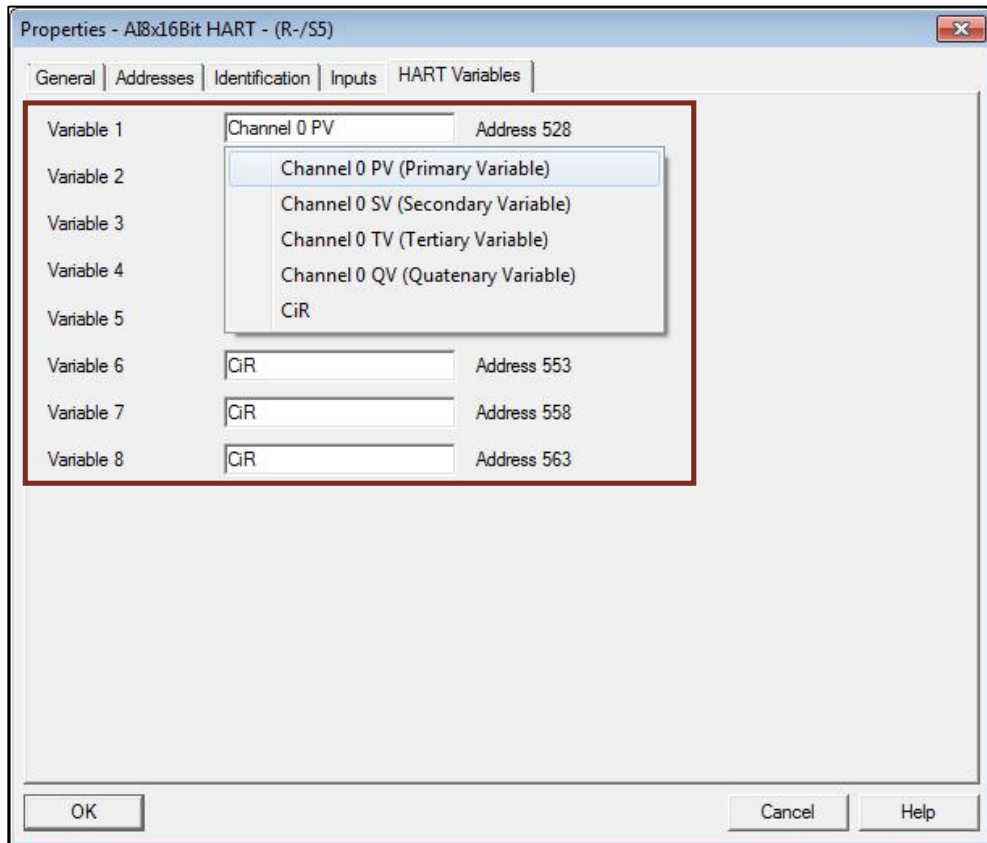 Properties - AI8x16Bit HART - (R-/S5)
General Addresses Identification Inputs HART Variables
Variable 1 Channel 0 PV Address 528
Variable 2 Channel 0 PV (Primary Variable)
Channel 0 SV (Secondary Variable)
Variable 3 Channel 0 TV (Tertiary Variable)
Variable 4 Channel 0 QV (Quatenary Variable)
Variable 5 CiR
Variable 6 CiR Address 553
Variable 7 CiR Address 558
Variable 8 CiR Address 563
OK Cancel Help